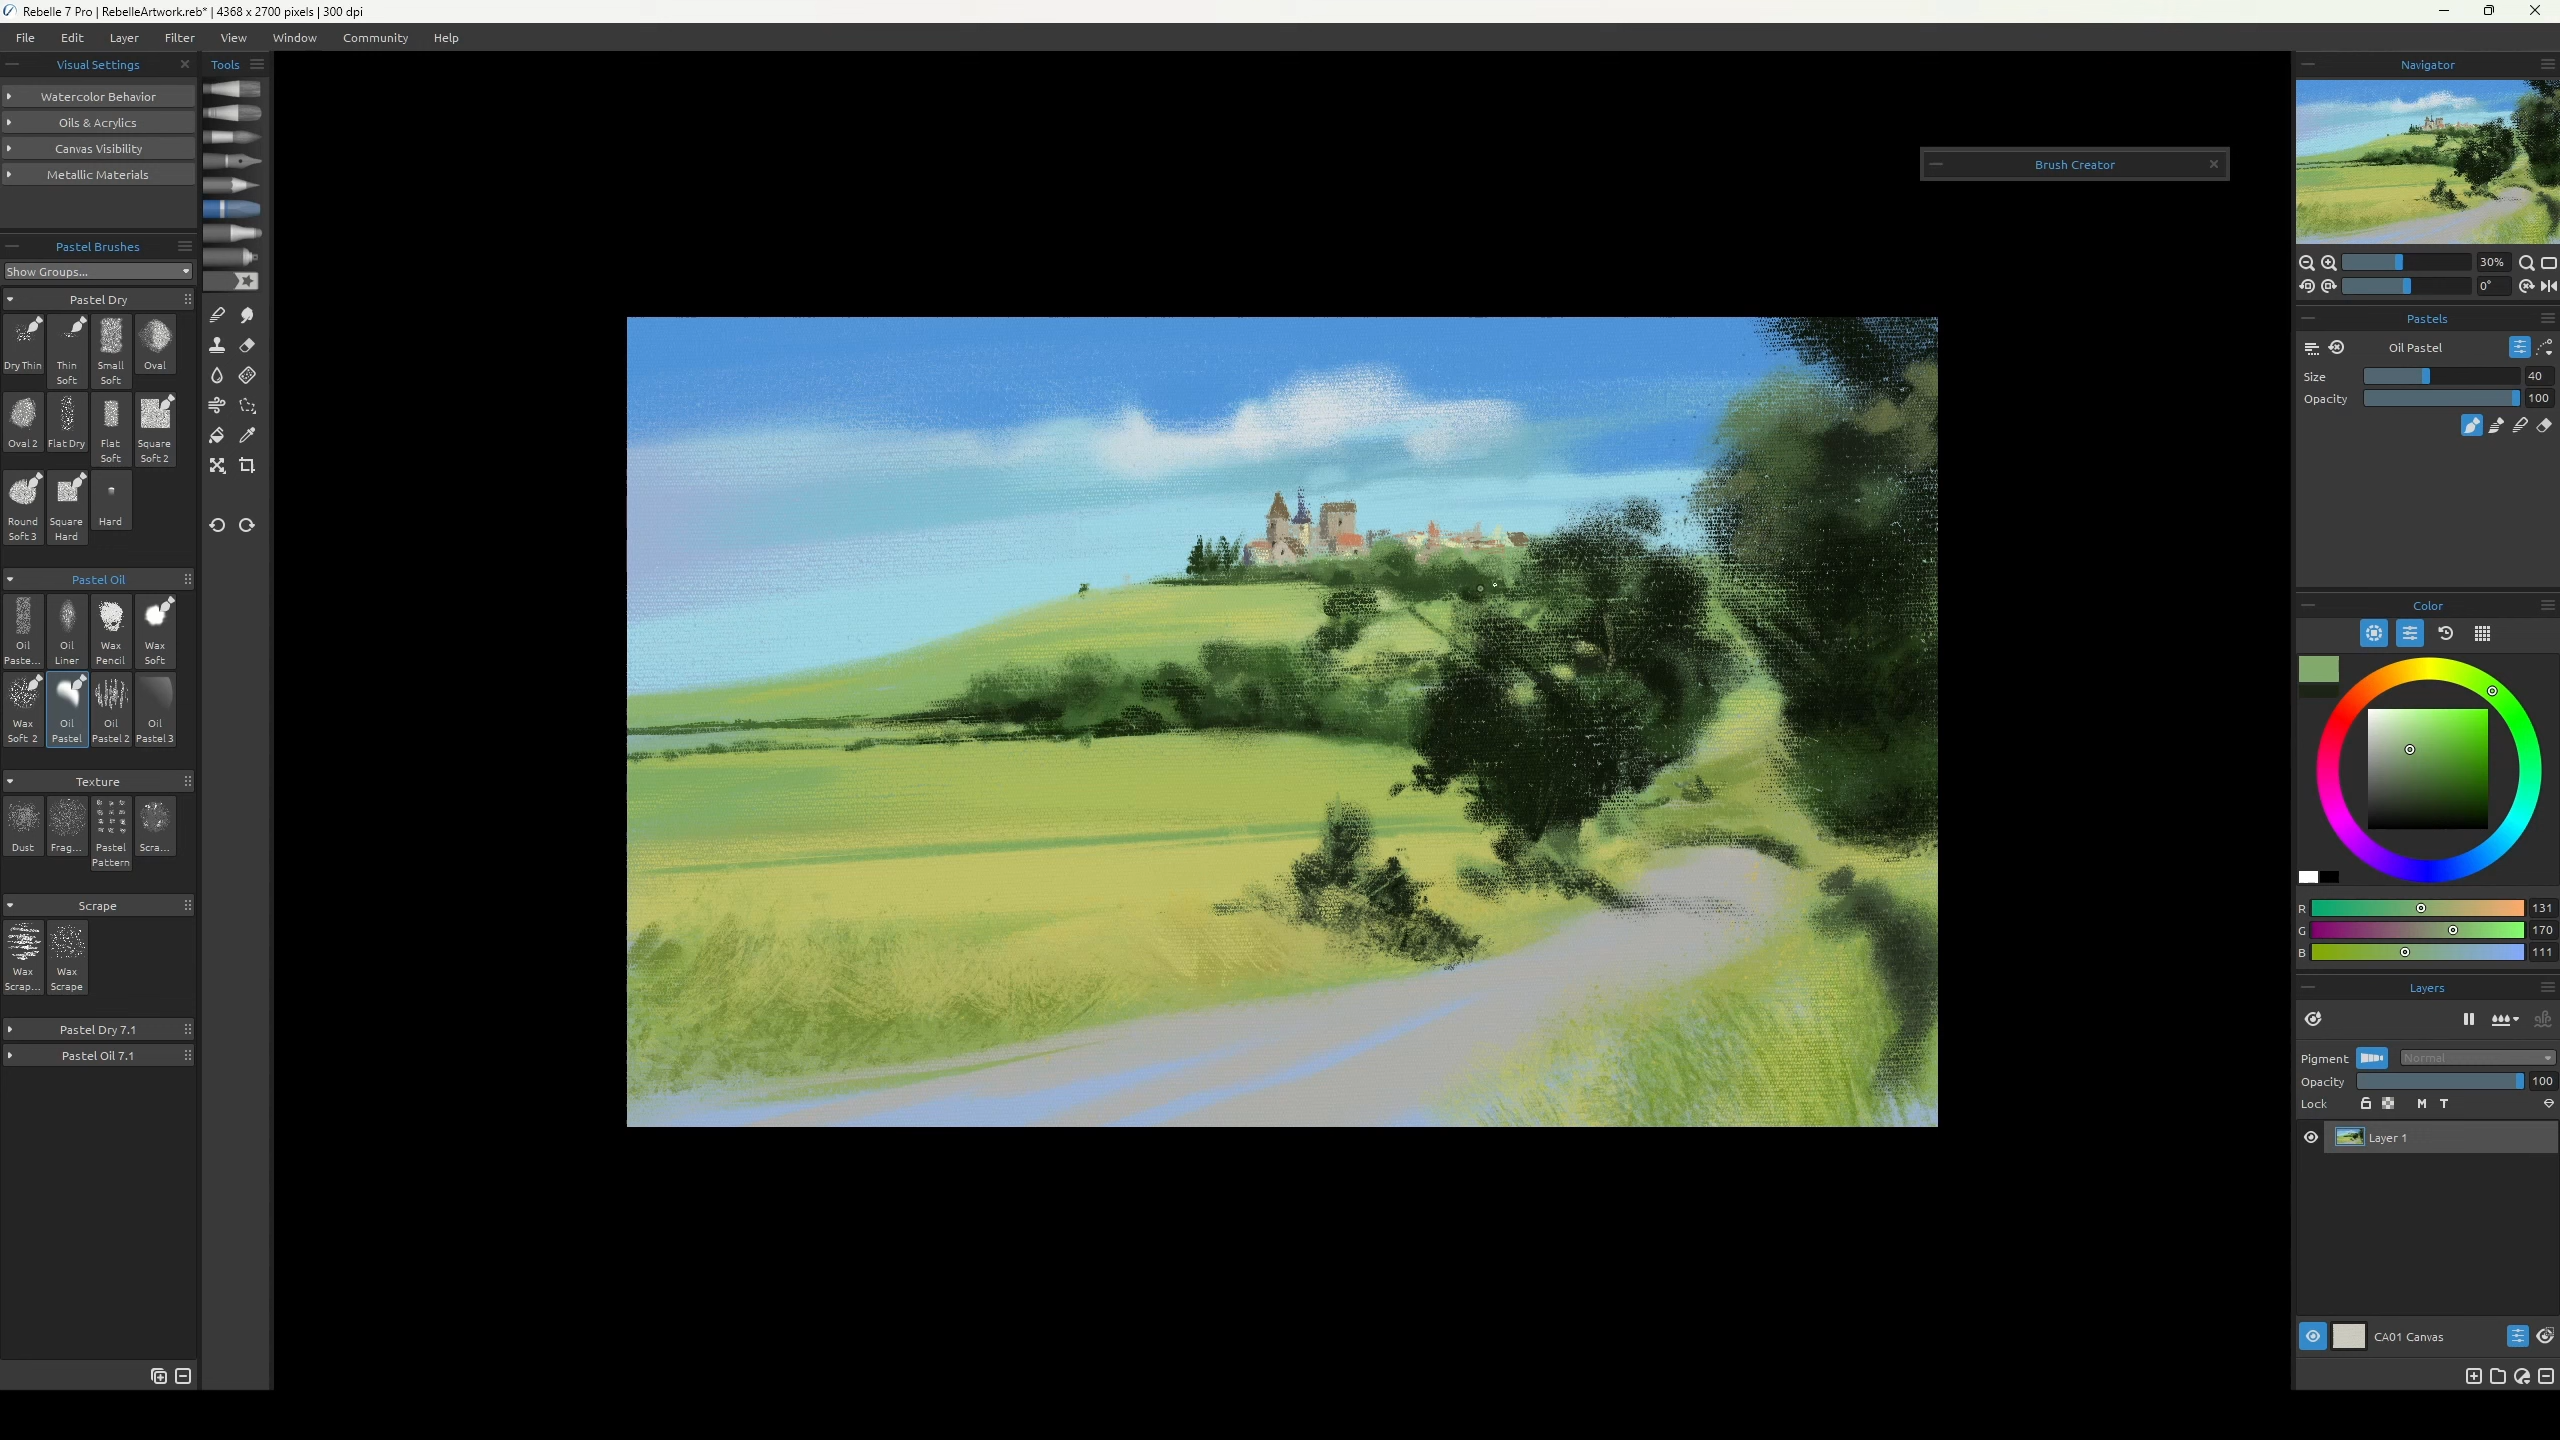 Rebelle 7 Pro | RebelleArtwork.reb* | 4368 x 2700 pixels | 300 dpi
File Edit Layer Filter View Window Community Help
Visual Settings
Watercolor Behavior
Oils & Acrylics
Canvas Visibility
Metallic Materials
Pastel Brushes
Show Groups...
Pastel Dry
Dry Thin
Thin Soft
Small Soft
Oval
Oval 2
Flat Dry
Flat Soft
Square Soft 2
Round Soft 3
Square Hard
Hard
Pastel Oil
Oil Paste...
Oil Liner
Wax Pencil
Wax Soft
Wax Soft 2
Oil Pastel
Oil Pastel 2
Oil Pastel 3
Texture
Dust
Frag...
Pastel Pattern
Scra...
Scrape
Wax Scrap...
Wax Scrape
Pastel Dry 7.1
Pastel Oil 7.1
Tools
Brush Creator
Navigator
30%
0°
Pastels
Oil Pastel
Size 40
Opacity 100
Color
R 131
G 170
B 111
Layers
Pigment Normal
Opacity 100
Lock M T
Layer 1
CA01 Canvas